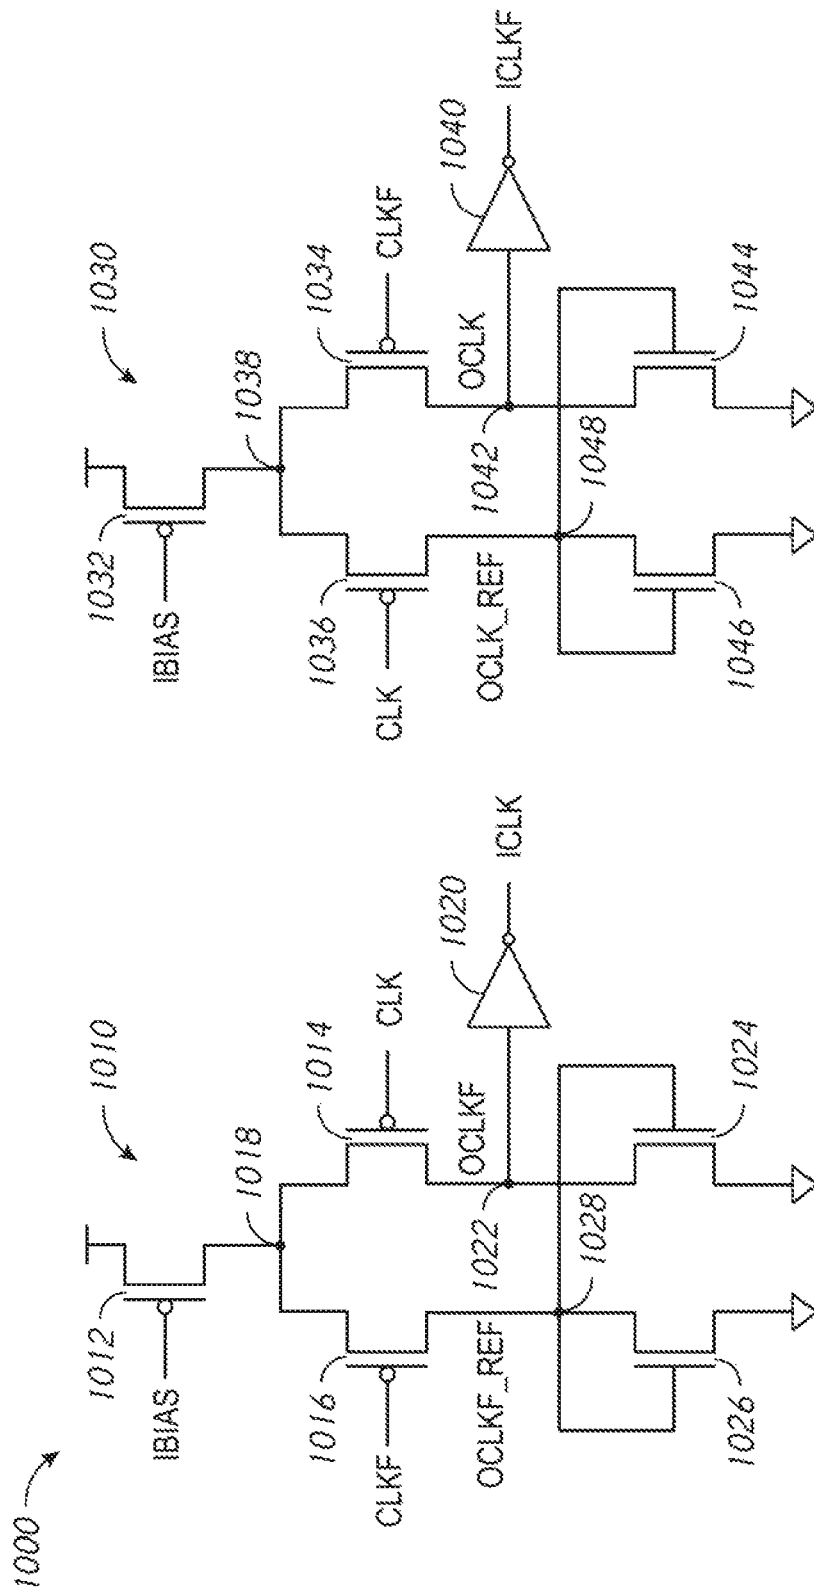 1000
1010
1012
IBIAS
1018
1016
CLKF
1014
CLK
OCLKF_REF
OCLKF
1022
1028
1020
ICLK
1026
1024
1030
1032
IBIAS
1038
1036
CLK
1034
CLKF
OCLK_REF
OCLK
1042
1048
1040
ICLKF
1046
1044